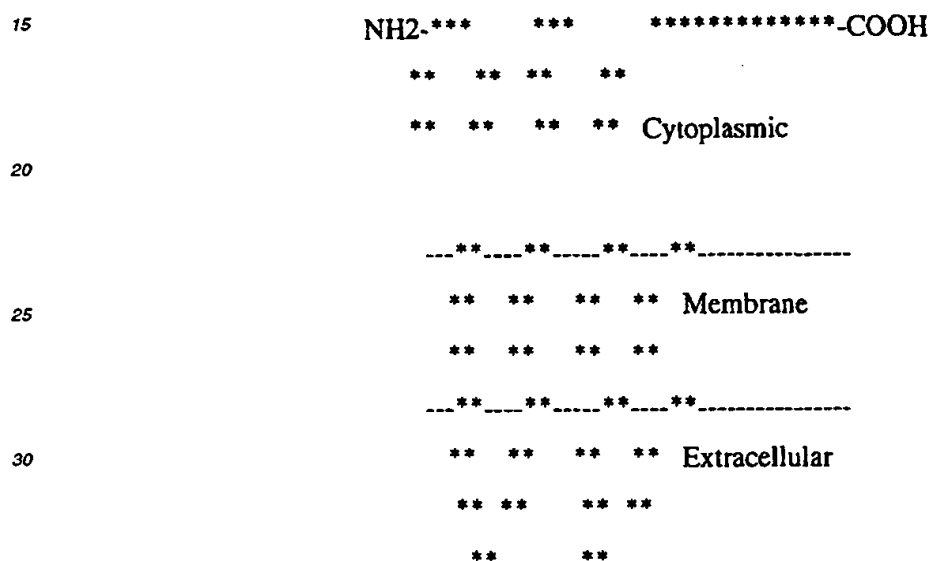 15 NH2-*** *** *************-COOH
** ** ** **
** ** ** ** Cytoplasmic
20
---**----**-----**----**----------------
25 ** ** ** ** Membrane
** ** ** **
---**----**-----**----**----------------
30 ** ** ** ** Extracellular
** ** ** **
** **